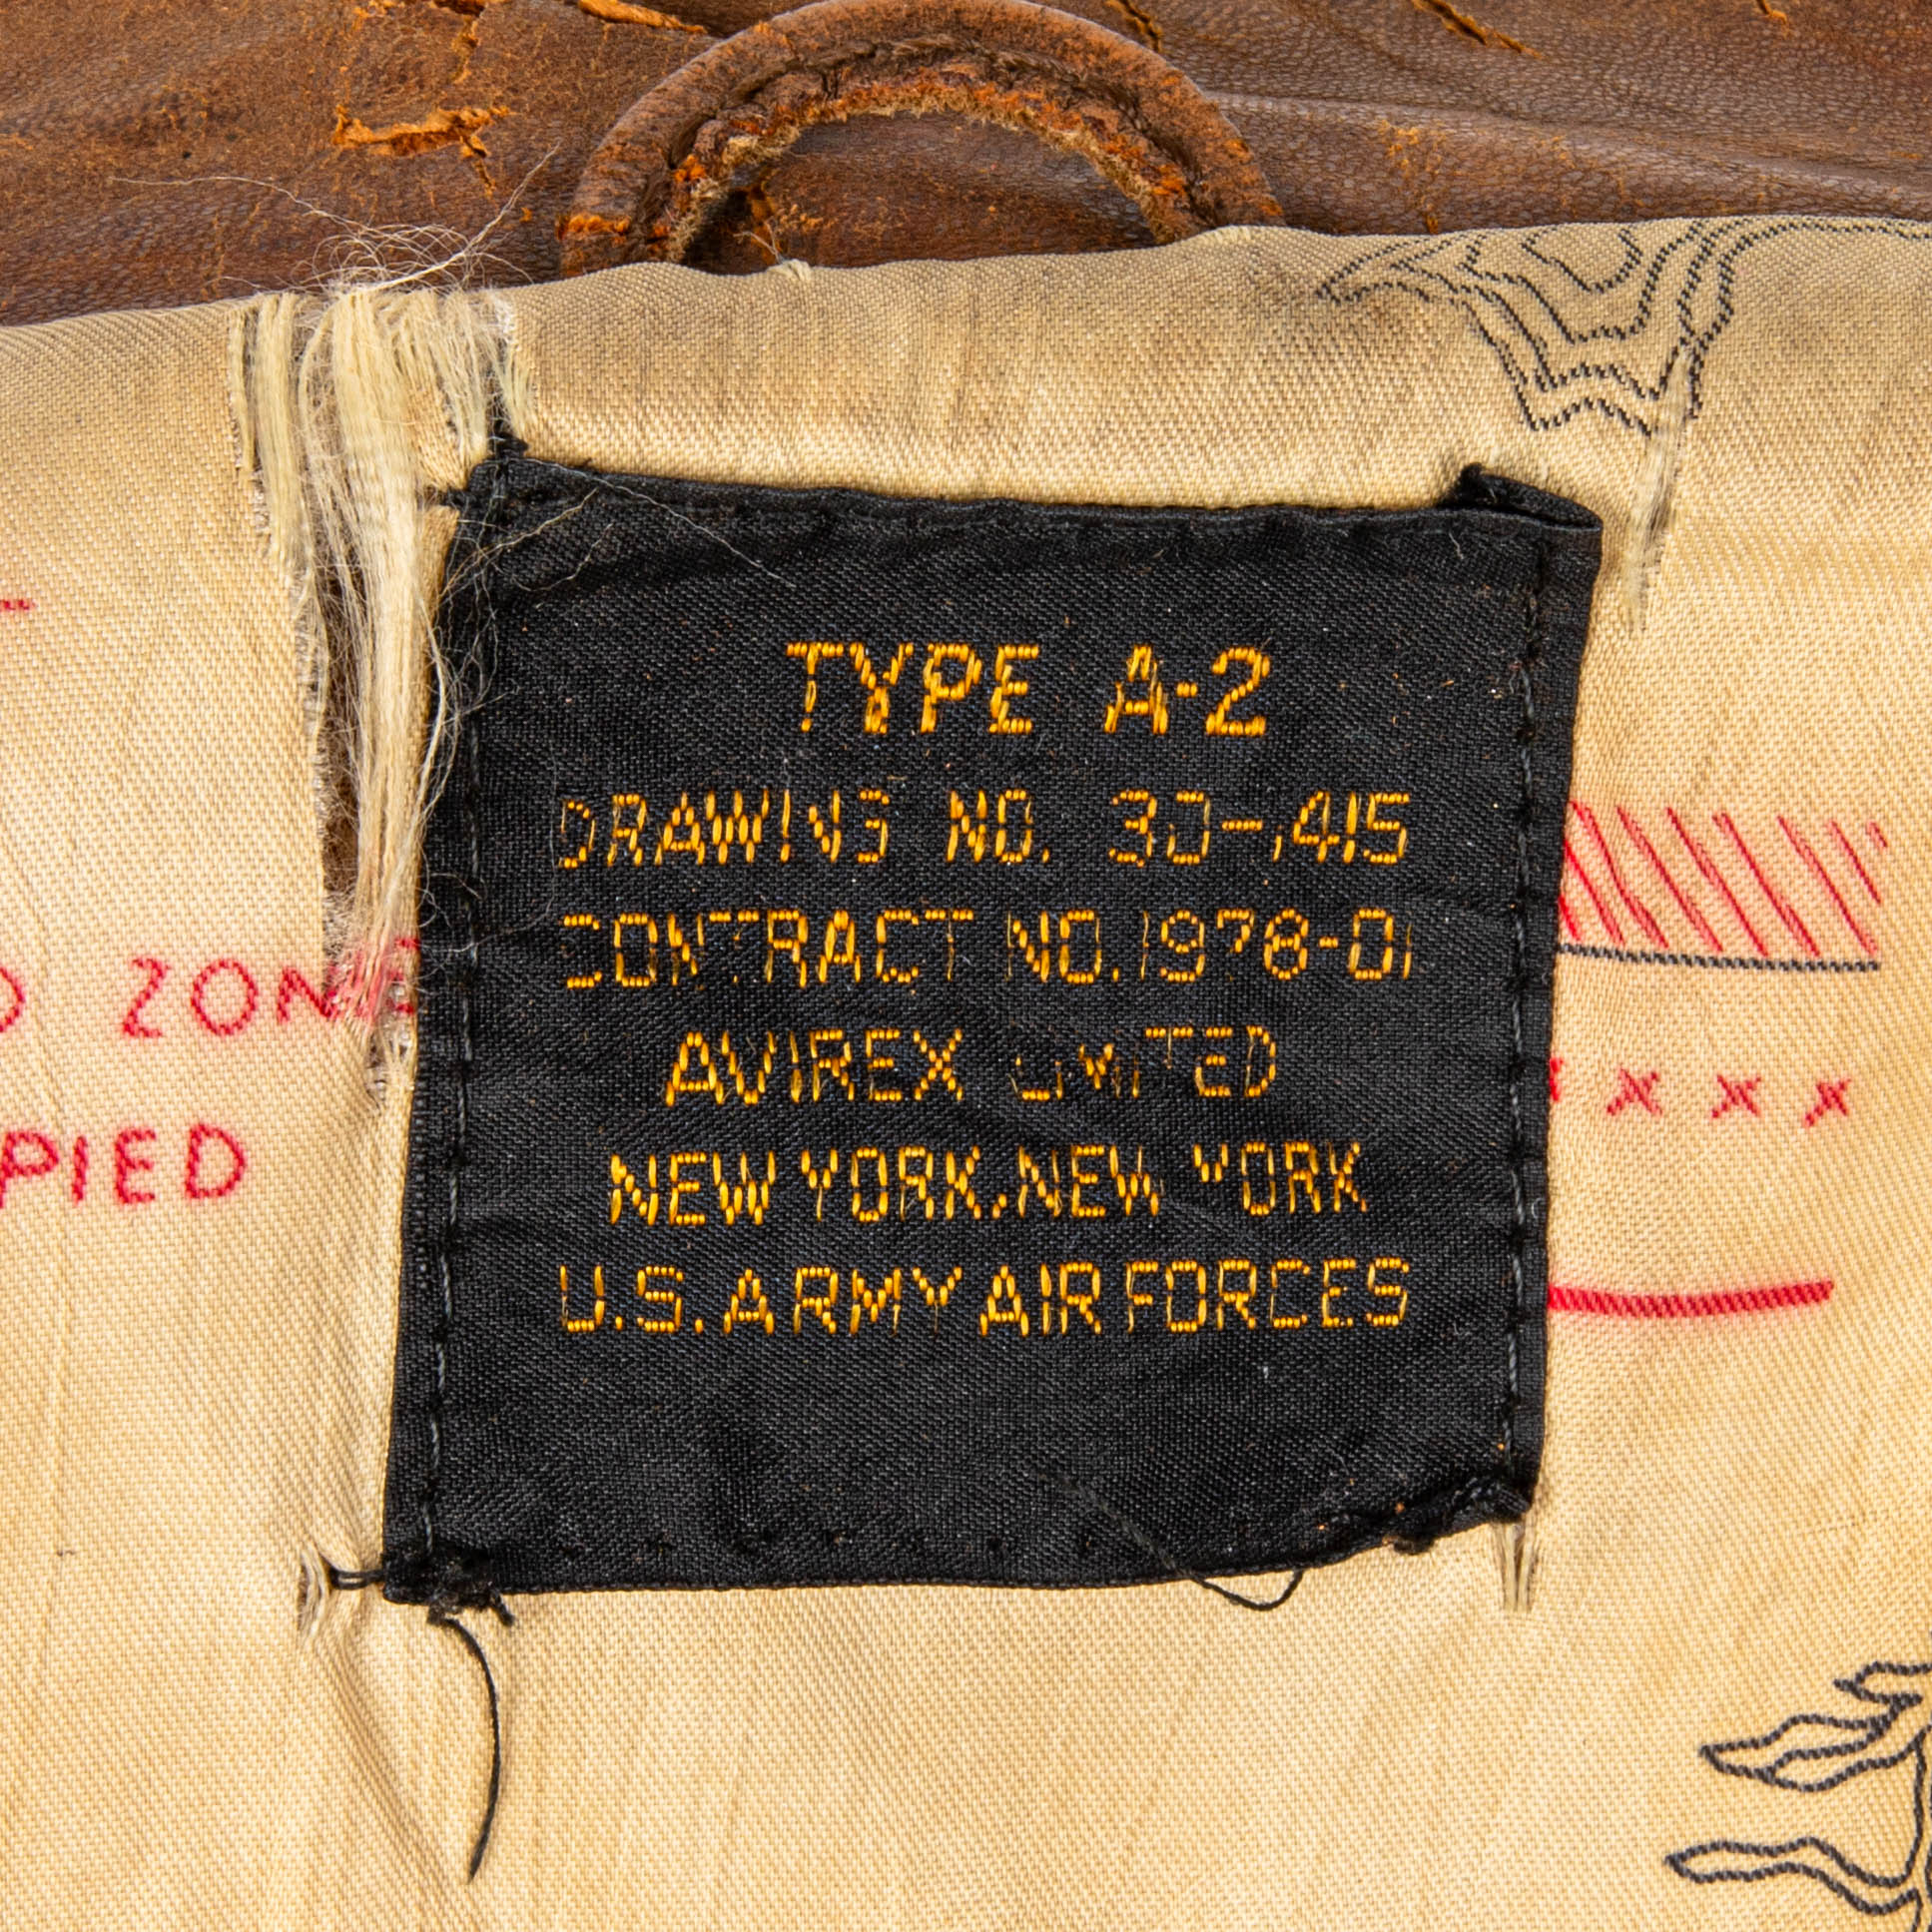 TYPE A-2
DRAWING NO. 30-1415
CONTRACT NO. 1978-01
AVIREX LIMITED
NEW YORK, NEW YORK
U.S. ARMY AIR FORCES
ZONE
PIED
x x x